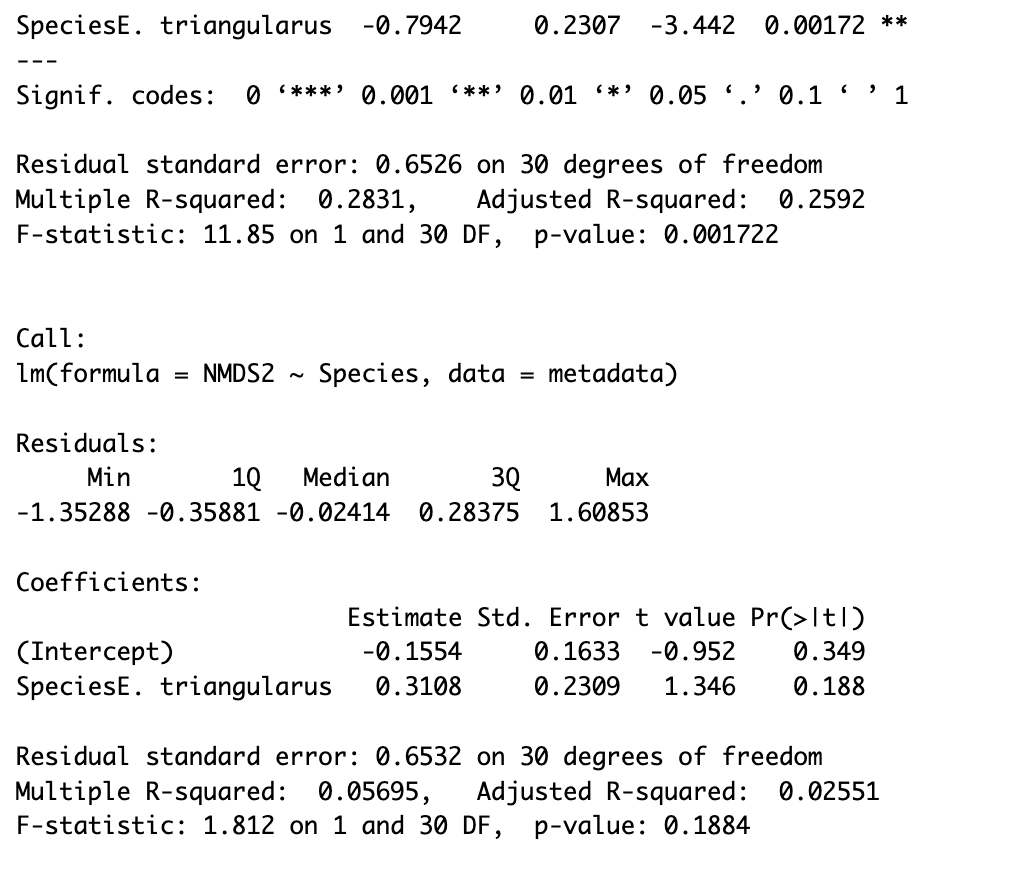 SpeciesE. triangularus  -0.7942     0.2307  -3.442  0.00172 **
---
Signif. codes:  0 ‘***’ 0.001 ‘**’ 0.01 ‘*’ 0.05 ‘.’ 0.1 ‘ ’ 1
Residual standard error: 0.6526 on 30 degrees of freedom
Multiple R-squared:  0.2831,    Adjusted R-squared:  0.2592
F-statistic: 11.85 on 1 and 30 DF,  p-value: 0.001722
Call:
lm(formula = NMDS2 ~ Species, data = metadata)
Residuals:
     Min       1Q   Median       3Q      Max
-1.35288 -0.35881 -0.02414  0.28375  1.60853
Coefficients:
                       Estimate Std. Error t value Pr(>|t|)
(Intercept)             -0.1554     0.1633  -0.952    0.349
SpeciesE. triangularus   0.3108     0.2309   1.346    0.188
Residual standard error: 0.6532 on 30 degrees of freedom
Multiple R-squared:  0.05695,   Adjusted R-squared:  0.02551
F-statistic: 1.812 on 1 and 30 DF,  p-value: 0.1884